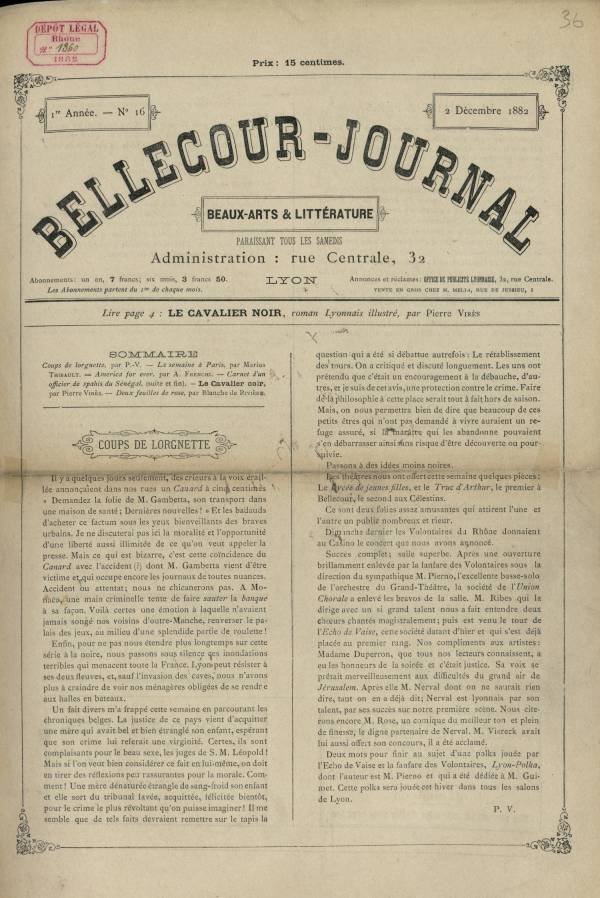 36
DÉPOT LÉGAL
Rhône
No 1860
1882
Prix : 15 centimes.
1re Année. — No 16
2 Décembre 1882
BELLECOUR-JOURNAL
BEAUX-ARTS & LITTÉRATURE
PARAISSANT TOUS LES SAMEDIS
Administration : rue Centrale, 32
Abonnements : un an, 7 francs ; six mois, 3 francs 50.
Les Abonnements partent du 1er de chaque mois.
LYON
Annonces et réclames : OFFICE DE PUBLICITÉ LYONNAISE, 32, rue Centrale.
VENTE EN GROS CHEZ M. MELIA, RUE DE JUSSIEU, 2
Lire page 4 : LE CAVALIER NOIR, roman Lyonnais illustré, par Pierre VIRÈS
SOMMAIRE
Coups de lorgnette, par P.-V. — Le semaine à Paris, par Marius
THIBAULT. — America for ever, par A. FRENCHI. — Carnet d'un
officier de spahis du Sénégal, (suite et fin). — Le Cavalier noir,
par Pierre VIRÈS. — Deux feuilles de rose, par Blanche de RIVIÈRE.
COUPS DE LORGNETTE
Il y a quelques jours seulement, des crieurs à la voix érail-
lée annonçaient dans nos rues un Canard à cinq centimes
« Demandez la folie de M. Gambetta, son transport dans
une maison de santé ; Dernières nouvelles ! » Et les badauds
d'acheter ce factum sous les yeux bienveillants des braves
urbains. Je ne discuterai pas ici la moralité et l'opportunité
d'une liberté aussi illimitée de ce qu'on veut appeler la
presse. Mais ce qui est bizarre, c'est cette coïncidence du
Canard avec l'accident (?) dont M. Gambetta vient d'être
victime et qui occupe encore les journaux de toutes nuances.
Accident ou attentat ; nous ne chicanerons pas. A Mo-
naco, une main criminelle tente de faire sauter la banque
à sa façon. Voilà certes une émotion à laquelle n'avaient
jamais songé nos voisins d'outre-Manche, renverser le pa-
lais des jeux, au milieu d'une splendide partie de roulette !
Enfin, pour ne pas nous étendre plus longtemps sur cette
série à la noire, nous passons sous silence ces inondations
terribles qui menacent toute la France. Lyon peut résister à
ses deux fleuves, et, sauf l'invasion des caves, nous n'avons
plus à craindre de voir nos ménagères obligées de se rendre
aux halles en bateaux.
Un fait divers m'a frappé cette semaine en parcourant les
chroniques belges. La justice de ce pays vient d'acquitter
une mère qui avait bel et bien étranglé son enfant, espérant
que son crime lui referait une virginité. Certes, ils sont
complaisants pour le beau sexe, les juges de S. M. Léopold !
Mais si l'on veut bien considérer ce fait en lui-même, on doit
en tirer des réflexions peu rassurantes pour la morale. Com-
ment ! Une mère dénaturée étrangle de sang-froid son enfant
et elle sort du tribunal lavée, acquittée, félicitée bientôt,
pour le crime le plus révoltant qu'on puisse imaginer ! Il me
semble que de tels faits devraient remettre sur le tapis la
question qui a été si débattue autrefois : Le rétablissement
des tours. On a critiqué et discuté longuement. Les uns ont
prétendu que c'était un encouragement à la débauche, d'au-
tres, et je suis de cet avis, une protection contre le crime. Faire
de la philosophie à cette place serait tout à fait hors de saison.
Mais, on nous permettra bien de dire que beaucoup de ces
petits êtres qui n'ont pas demandé à vivre auraient un re-
fuge assuré, si la marâtre qui les abandonne pouvaient
s'en débarrasser ainsi sans risque d'être découverte ou pour-
suivie.
Passons à des idées moins noires.
Les théâtres nous ont offert cette semaine quelques pièces ;
Le Lycée de jeunes filles, et le Truc d'Arthur, le premier à
Bellecour, le second aux Célestins.
Ce sont deux folies assez amusantes qui attirent l'une et
l'autre un public nombreux et rieur.
Dimanche dernier les Volontaires du Rhône donnaient
au Casino le concert que nous avons annoncé.
Succès complet ; salle superbe. Après une ouverture
brillamment enlevée par la fanfare des Volontaires sous la
direction du sympathique M. Pierno, l'excellente basse-solo
de l'orchestre du Grand-Théâtre, la société de l'Union
Chorale a enlevé les bravos de la salle. M. Ribes qui la
dirige avec un si grand talent nous a fait entendre deux
chœurs chantés magistralement ; puis est venu le tour de
l'Echo de Vaise, cette société datant d'hier et qui s'est déjà
placée au premier rang. Nos compliments aux artistes :
Madame Duperron, que tous nos lecteurs connaissent, a
eu les honneurs de la soirée et c'était justice. Sa voix se
prêtait merveilleusement aux difficultés du grand air de
Jérusalem. Après elle M. Nerval dont on ne saurait rien
dire, tant on en a déjà dit ; Nerval est lyonnais par son
talent, par ses succès sur notre première scène. Nous cite-
rons encore M. Rose, un comique du meilleur ton et plein
de finesse, le digne partenaire de Nerval. M. Viereck avait
lui aussi offert son concours, il a été acclamé.
Deux mots pour finir au sujet d'une polka jouée par
l'Echo de Vaise et la fanfare des Volontaires, Lyon-Polka,
dont l'auteur est M. Pierno et qui a été dédiée à M. Gui-
met. Cette polka sera jouée cet hiver dans tous les salons
de Lyon.
P. V.